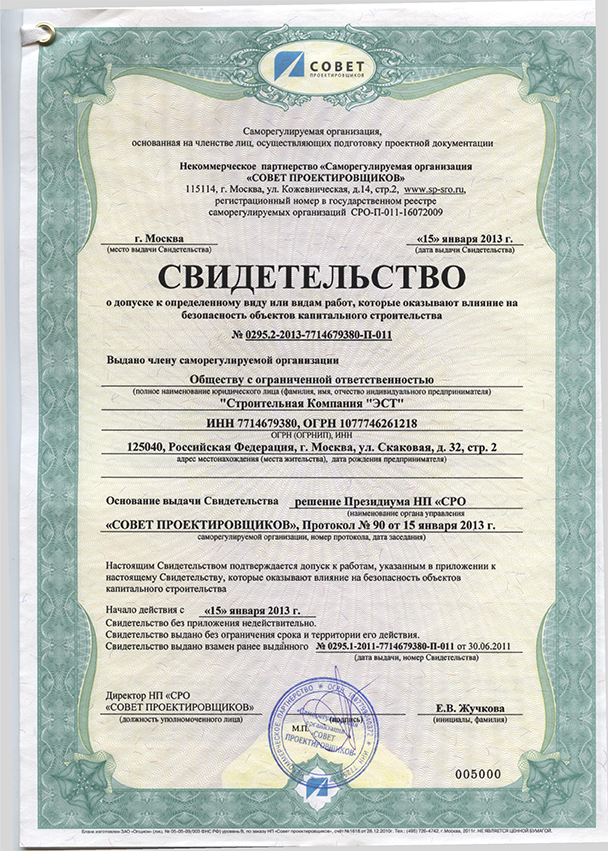 СОВЕТ
ПРОЕКТИРОВЩИКОВ
Саморегулируемая организация,
основанная на членстве лиц, осуществляющих подготовку проектной документации
Некоммерческое партнерство «Саморегулируемая организация
«СОВЕТ ПРОЕКТИРОВЩИКОВ»
115114, г. Москва, ул. Кожевническая, д.14, стр.2, www.sp-sro.ru,
регистрационный номер в государственном реестре
саморегулируемых организаций СРО-П-011-16072009
г. Москва «15» января 2013 г.
(место выдачи Свидетельства) (дата выдачи Свидетельства)
СВИДЕТЕЛЬСТВО
о допуске к определенному виду или видам работ, которые оказывают влияние на
безопасность объектов капитального строительства
№ 0295.2-2013-7714679380-П-011
Выдано члену саморегулируемой организации
Обществу с ограниченной ответственностью
(полное наименование юридического лица (фамилия, имя, отчество индивидуального предпринимателя)
"Строительная Компания "ЭСТ"
ИНН 7714679380, ОГРН 1077746261218
ОГРН (ОГРНИП), ИНН
125040, Российская Федерация, г. Москва, ул. Скаковая, д. 32, стр. 2
адрес местонахождения (места жительства), дата рождения предпринимателя)
Основание выдачи Свидетельства решение Президиума НП «СРО
(наименование органа управления
«СОВЕТ ПРОЕКТИРОВЩИКОВ», Протокол № 90 от 15 января 2013 г.
саморегулируемой организации, номер протокола, дата заседания)
Настоящим Свидетельством подтверждается допуск к работам, указанным в приложении к
настоящему Свидетельству, которые оказывают влияние на безопасность объектов
капитального строительства
Начало действия с «15» января 2013 г.
Свидетельство без приложения недействительно.
Свидетельство выдано без ограничения срока и территории его действия.
Свидетельство выдано взамен ранее выданного № 0295.1-2011-7714679380-П-011 от 30.06.2011
(дата выдачи, номер Свидетельства)
Директор НП «СРО
«СОВЕТ ПРОЕКТИРОВЩИКОВ» Е.В. Жучкова
(должность уполномоченного лица) (подпись) (инициалы, фамилия)
М.П.
«Саморегулируемая
организация
«СОВЕТ
ПРОЕКТИРОВЩИКОВ»
005000